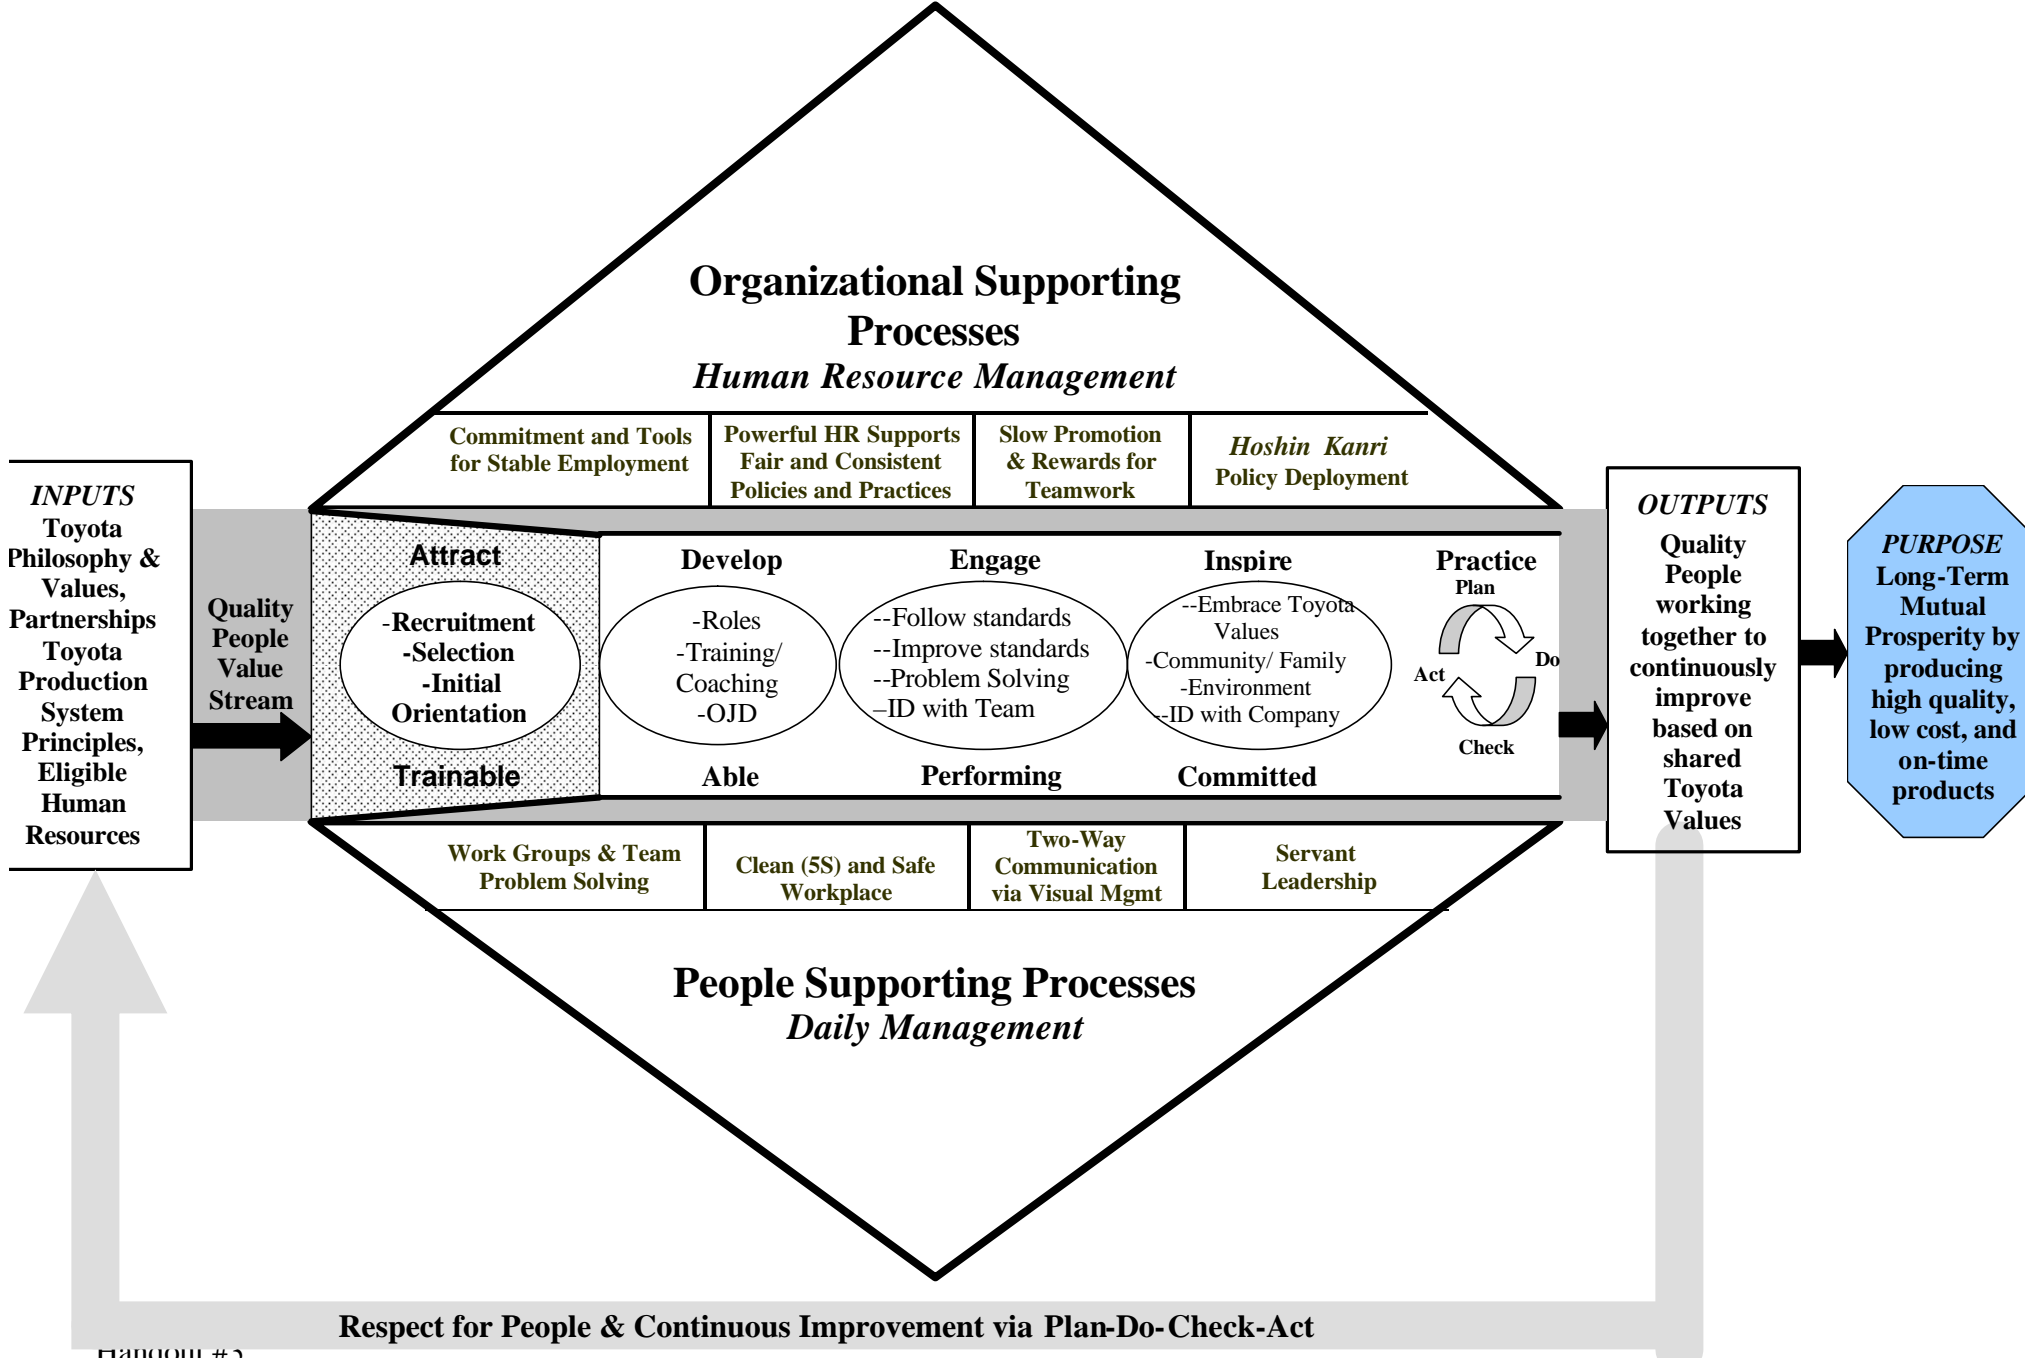 Organizational Supporting
Processes
Human Resource Management
Commitment and Tools
for Stable Employment
Powerful HR Supports
Fair and Consistent
Policies and Practices
Slow Promotion
& Rewards for
Teamwork
Hoshin Kanri
Policy Deployment
INPUTS
Toyota
Philosophy &
Values,
Partnerships
Toyota
Production
System
Principles,
Eligible
Human
Resources
Quality
People
Value
Stream
Attract
-Recruitment
-Selection
-Initial
Orientation
Trainable
Develop
-Roles
-Training/
Coaching
-OJD
Able
Engage
--Follow standards
--Improve standards
--Problem Solving
–ID with Team
Performing
Inspire
--Embrace Toyota
Values
-Community/ Family
-Environment
--ID with Company
Committed
Practice
Plan
Do
Act
Check
OUTPUTS
Quality
People
working
together to
continuously
improve
based on
shared
Toyota
Values
PURPOSE
Long-Term
Mutual
Prosperity by
producing
high quality,
low cost, and
on-time
products
Work Groups & Team
Problem Solving
Clean (5S) and Safe
Workplace
Two-Way
Communication
via Visual Mgmt
Servant
Leadership
People Supporting Processes
Daily Management
Respect for People & Continuous Improvement via Plan-Do-Check-Act
Handout #3